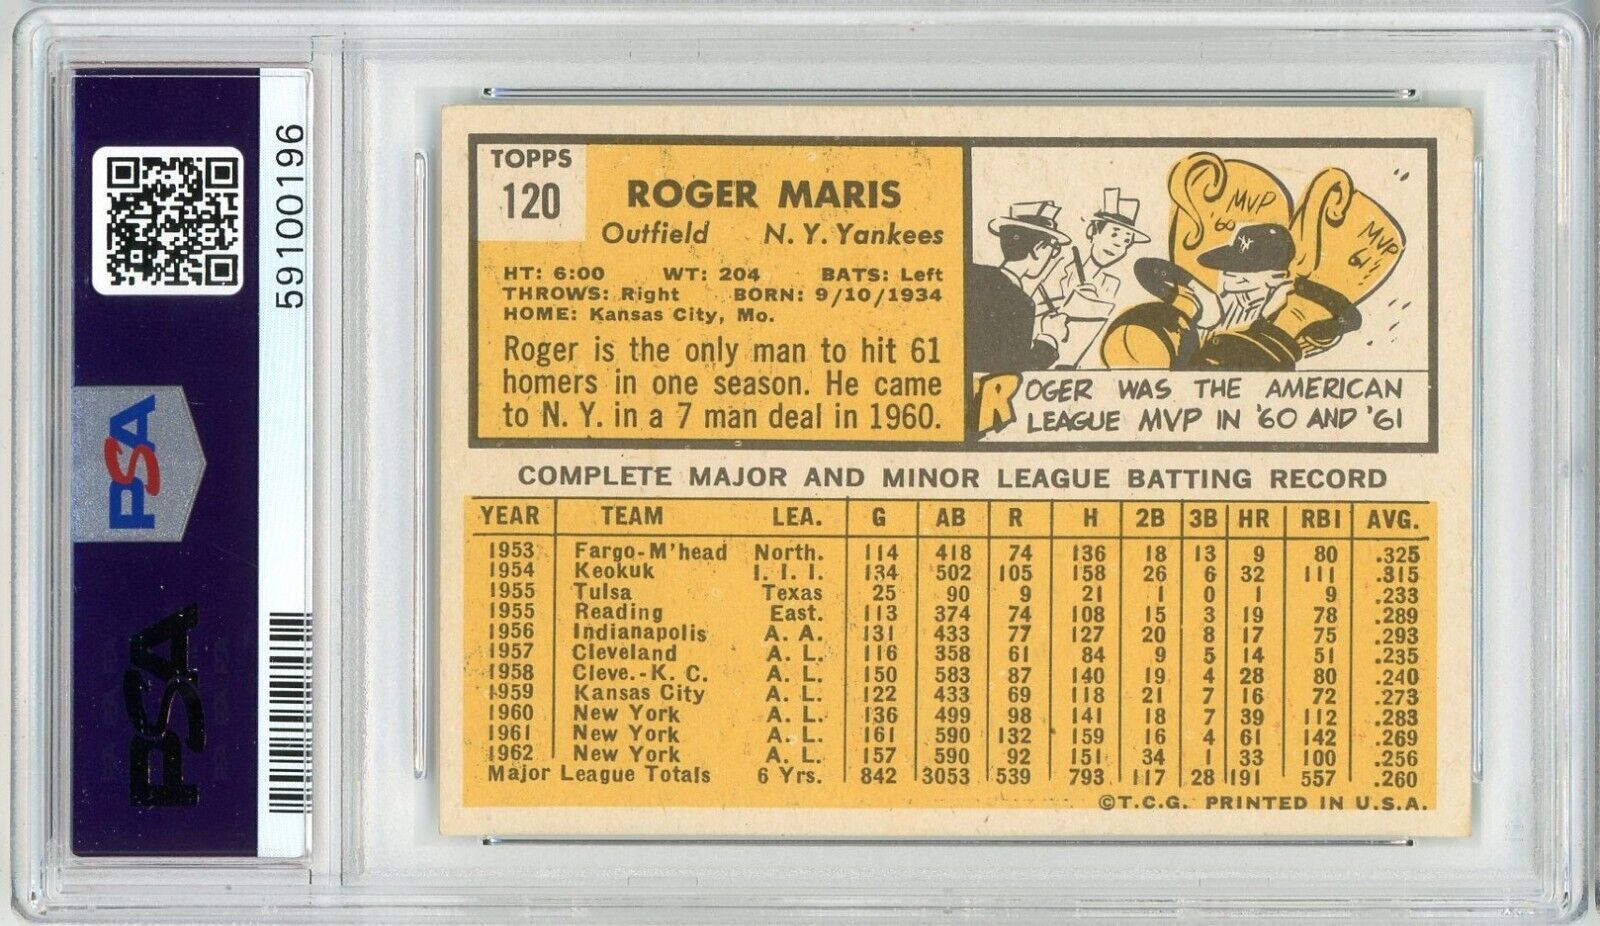 PSA
PSA
59100196
TOPPS
120
ROGER MARIS
Outfield N. Y. Yankees
HT: 6:00 WT: 204 BATS: Left
THROWS: Right BORN: 9/10/1934
HOME: Kansas City, Mo.
Roger is the only man to hit 61
homers in one season. He came
to N. Y. in a 7 man deal in 1960.
MVP
'60
MVP
'61
NY
ROGER WAS THE AMERICAN
LEAGUE MVP IN '60 AND '61
COMPLETE MAJOR AND MINOR LEAGUE BATTING RECORD
YEAR TEAM LEA. G AB R H 2B 3B HR RBI AVG.
1953 Fargo-M'head North. 114 418 74 136 18 13 9 80 .325
1954 Keokuk I. I. I. 134 502 105 158 26 6 32 111 .315
1955 Tulsa Texas 25 90 9 21 1 0 1 9 .233
1955 Reading East. 113 374 74 108 15 3 19 78 .289
1956 Indianapolis A. A. 131 433 77 127 20 8 17 75 .293
1957 Cleveland A. L. 116 358 61 84 9 5 14 51 .235
1958 Cleve.-K. C. A. L. 150 583 87 140 19 4 28 80 .240
1959 Kansas City A. L. 122 433 69 118 21 7 16 72 .273
1960 New York A. L. 136 499 98 141 18 7 39 112 .283
1961 New York A. L. 161 590 132 159 16 4 61 142 .269
1962 New York A. L. 157 590 92 151 34 1 33 100 .256
Major League Totals 6 Yrs. 842 3053 539 793 117 28 191 557 .260
©T.C.G. PRINTED IN U.S.A.